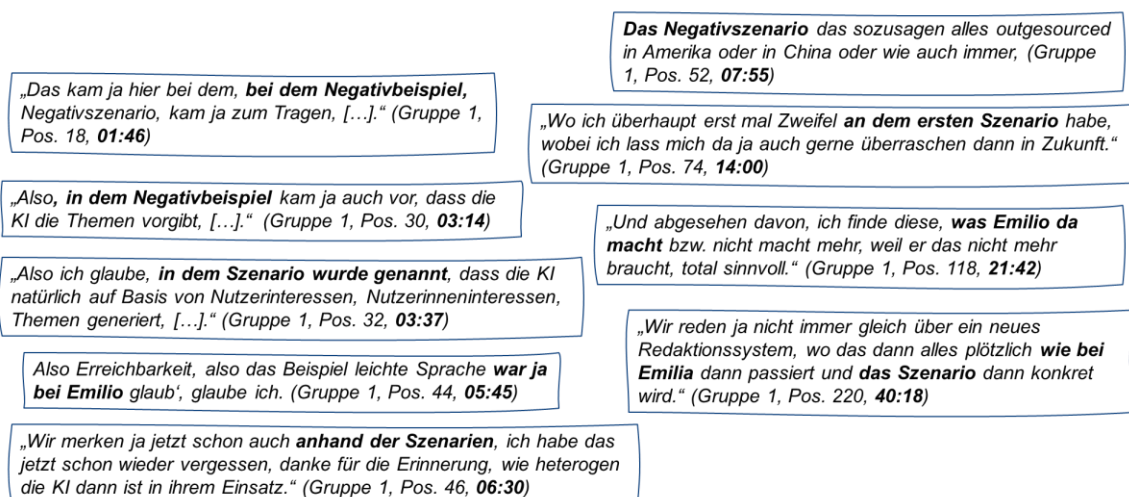 „Das kam ja hier bei dem, bei dem Negativbeispiel,
Negativszenario, kam ja zum Tragen, […].“ (Gruppe 1,
Pos. 18, 01:46)
„Also, in dem Negativbeispiel kam ja auch vor, dass die
KI die Themen vorgibt, […].“ (Gruppe 1, Pos. 30, 03:14)
„Also ich glaube, in dem Szenario wurde genannt, dass die KI
natürlich auf Basis von Nutzerinteressen, Nutzerinneninteressen,
Themen generiert, […].“ (Gruppe 1, Pos. 32, 03:37)
Also Erreichbarkeit, also das Beispiel leichte Sprache war ja
bei Emilio glaub‘, glaube ich. (Gruppe 1, Pos. 44, 05:45)
„Wir merken ja jetzt schon auch anhand der Szenarien, ich habe das
jetzt schon wieder vergessen, danke für die Erinnerung, wie heterogen
die KI dann ist in ihrem Einsatz.“ (Gruppe 1, Pos. 46, 06:30)
Das Negativszenario das sozusagen alles outgesourced
in Amerika oder in China oder wie auch immer, (Gruppe
1, Pos. 52, 07:55)
„Wo ich überhaupt erst mal Zweifel an dem ersten Szenario habe,
wobei ich lass mich da ja auch gerne überraschen dann in Zukunft.“
(Gruppe 1, Pos. 74, 14:00)
„Und abgesehen davon, ich finde diese, was Emilio da
macht bzw. nicht macht mehr, weil er das nicht mehr
braucht, total sinnvoll.“ (Gruppe 1, Pos. 118, 21:42)
„Wir reden ja nicht immer gleich über ein neues
Redaktionssystem, wo das dann alles plötzlich wie bei
Emilia dann passiert und das Szenario dann konkret
wird.“ (Gruppe 1, Pos. 220, 40:18)